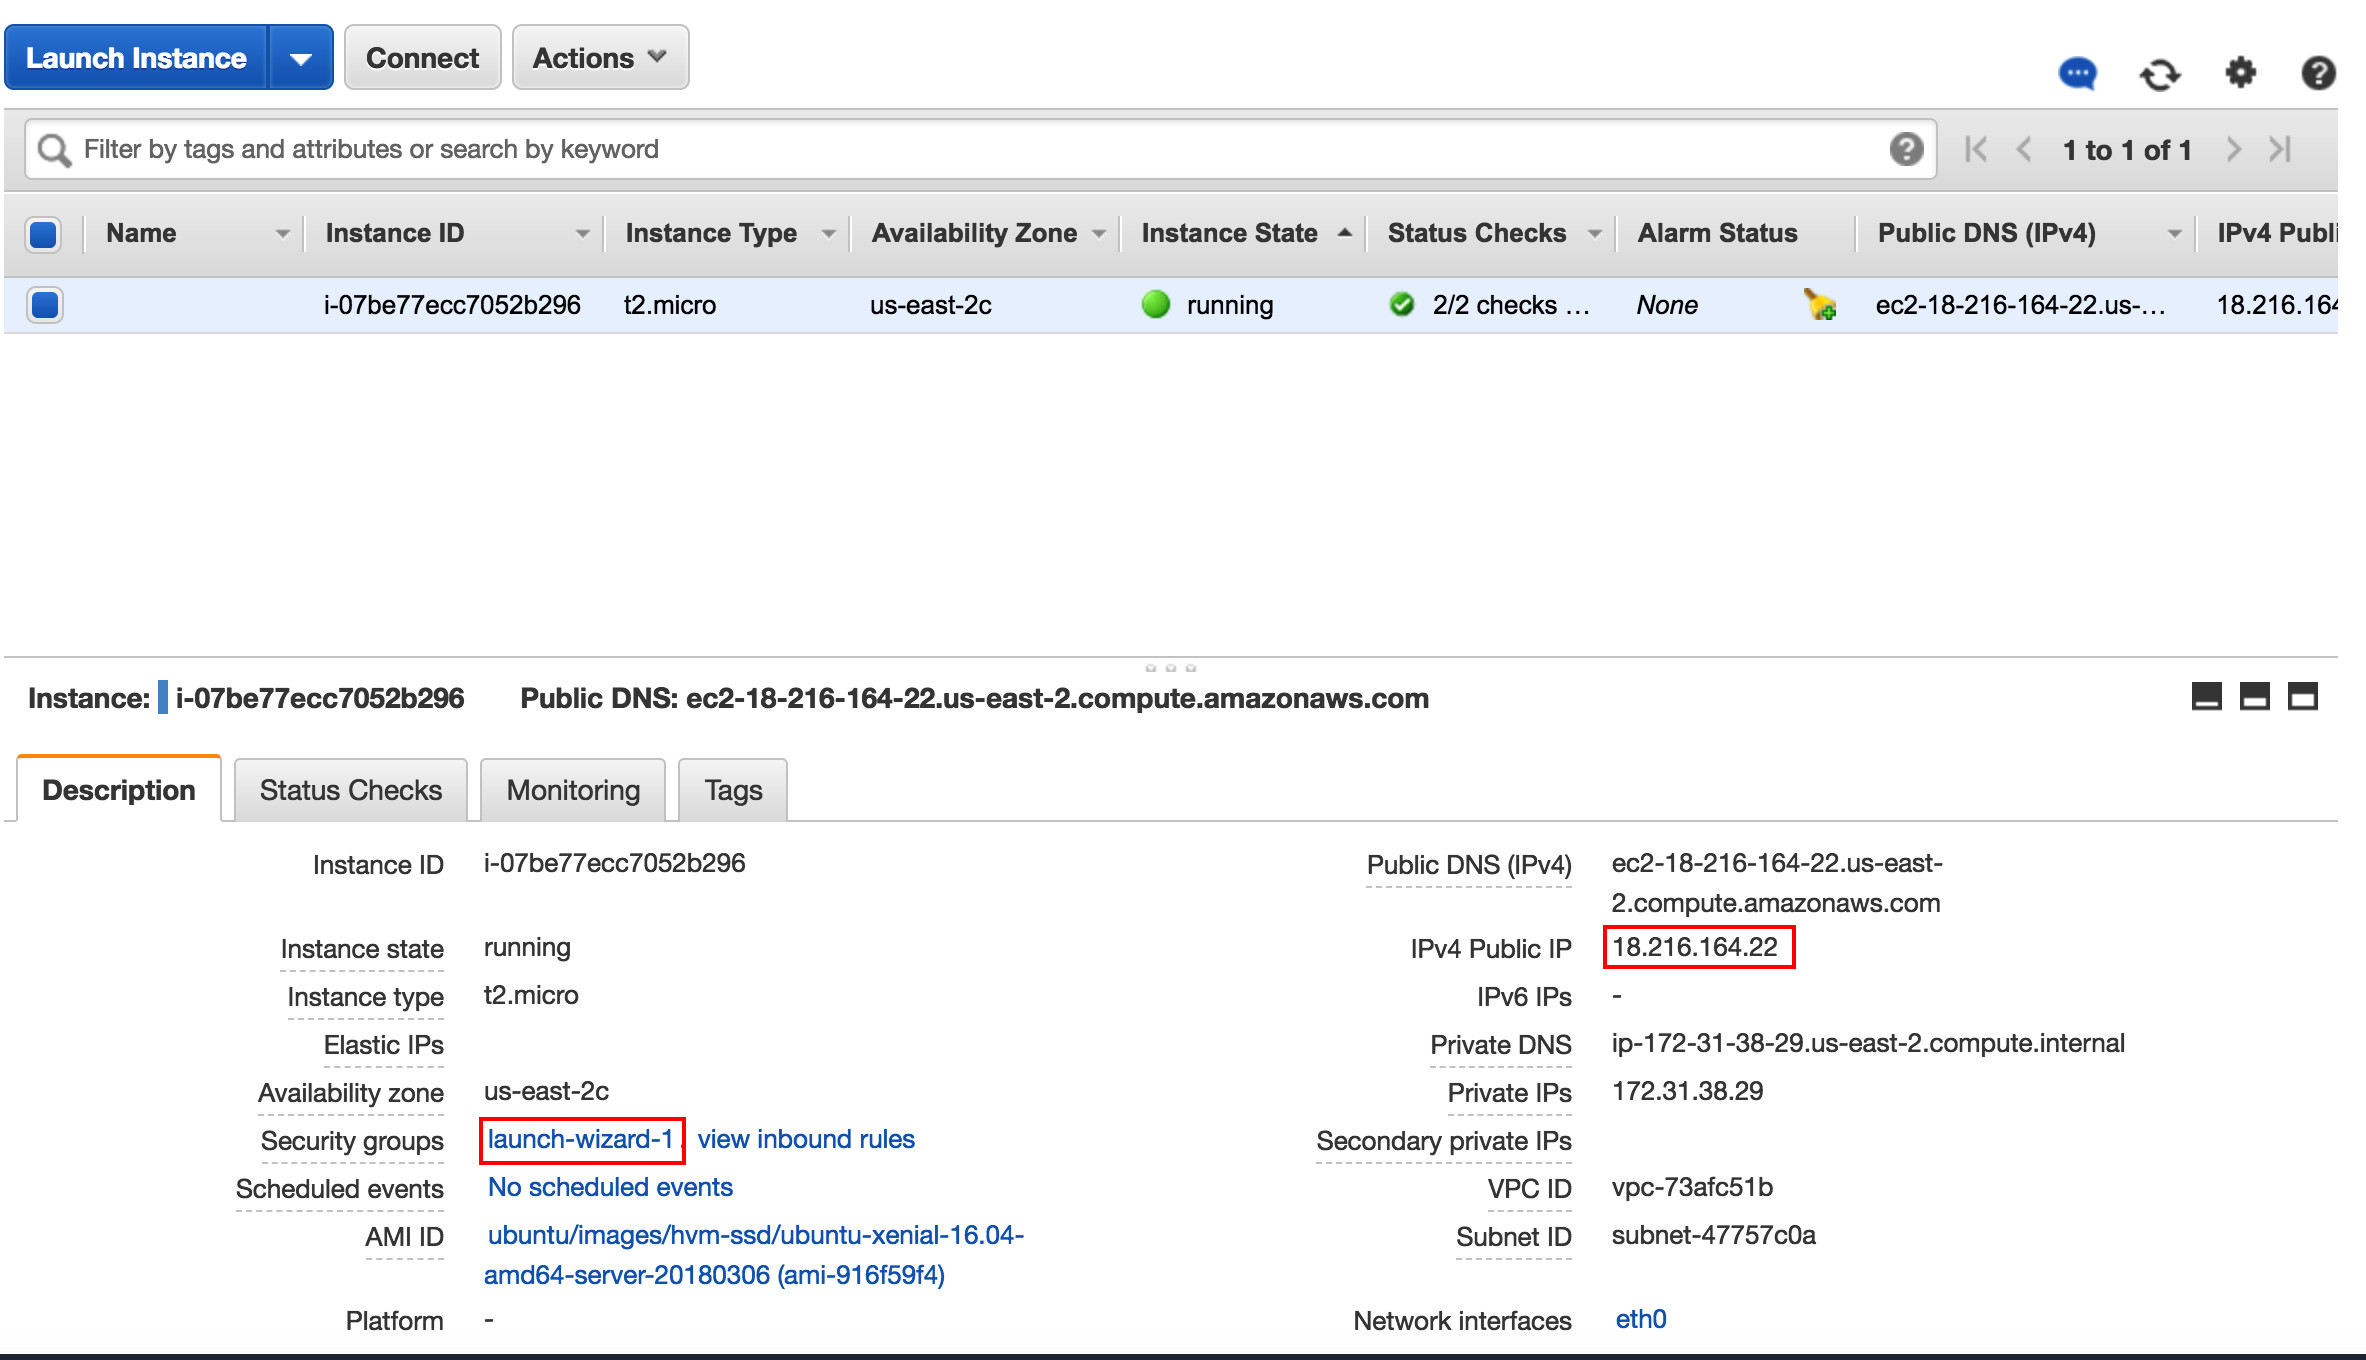 Launch Instance Connect Actions
Filter by tags and attributes or search by keyword 1 to 1 of 1
Name Instance ID Instance Type Availability Zone Instance State Status Checks Alarm Status Public DNS (IPv4) IPv4 Publi
i-07be77ecc7052b296 t2.micro us-east-2c running 2/2 checks ... None ec2-18-216-164-22.us-... 18.216.164
Instance: i-07be77ecc7052b296 Public DNS: ec2-18-216-164-22.us-east-2.compute.amazonaws.com
Description Status Checks Monitoring Tags
Instance ID i-07be77ecc7052b296
Instance state running
Instance type t2.micro
Elastic IPs
Availability zone us-east-2c
Security groups launch-wizard-1. view inbound rules
Scheduled events No scheduled events
AMI ID ubuntu/images/hvm-ssd/ubuntu-xenial-16.04-
amd64-server-20180306 (ami-916f59f4)
Platform -
Public DNS (IPv4) ec2-18-216-164-22.us-east-
2.compute.amazonaws.com
IPv4 Public IP 18.216.164.22
IPv6 IPs -
Private DNS ip-172-31-38-29.us-east-2.compute.internal
Private IPs 172.31.38.29
Secondary private IPs
VPC ID vpc-73afc51b
Subnet ID subnet-47757c0a
Network interfaces eth0